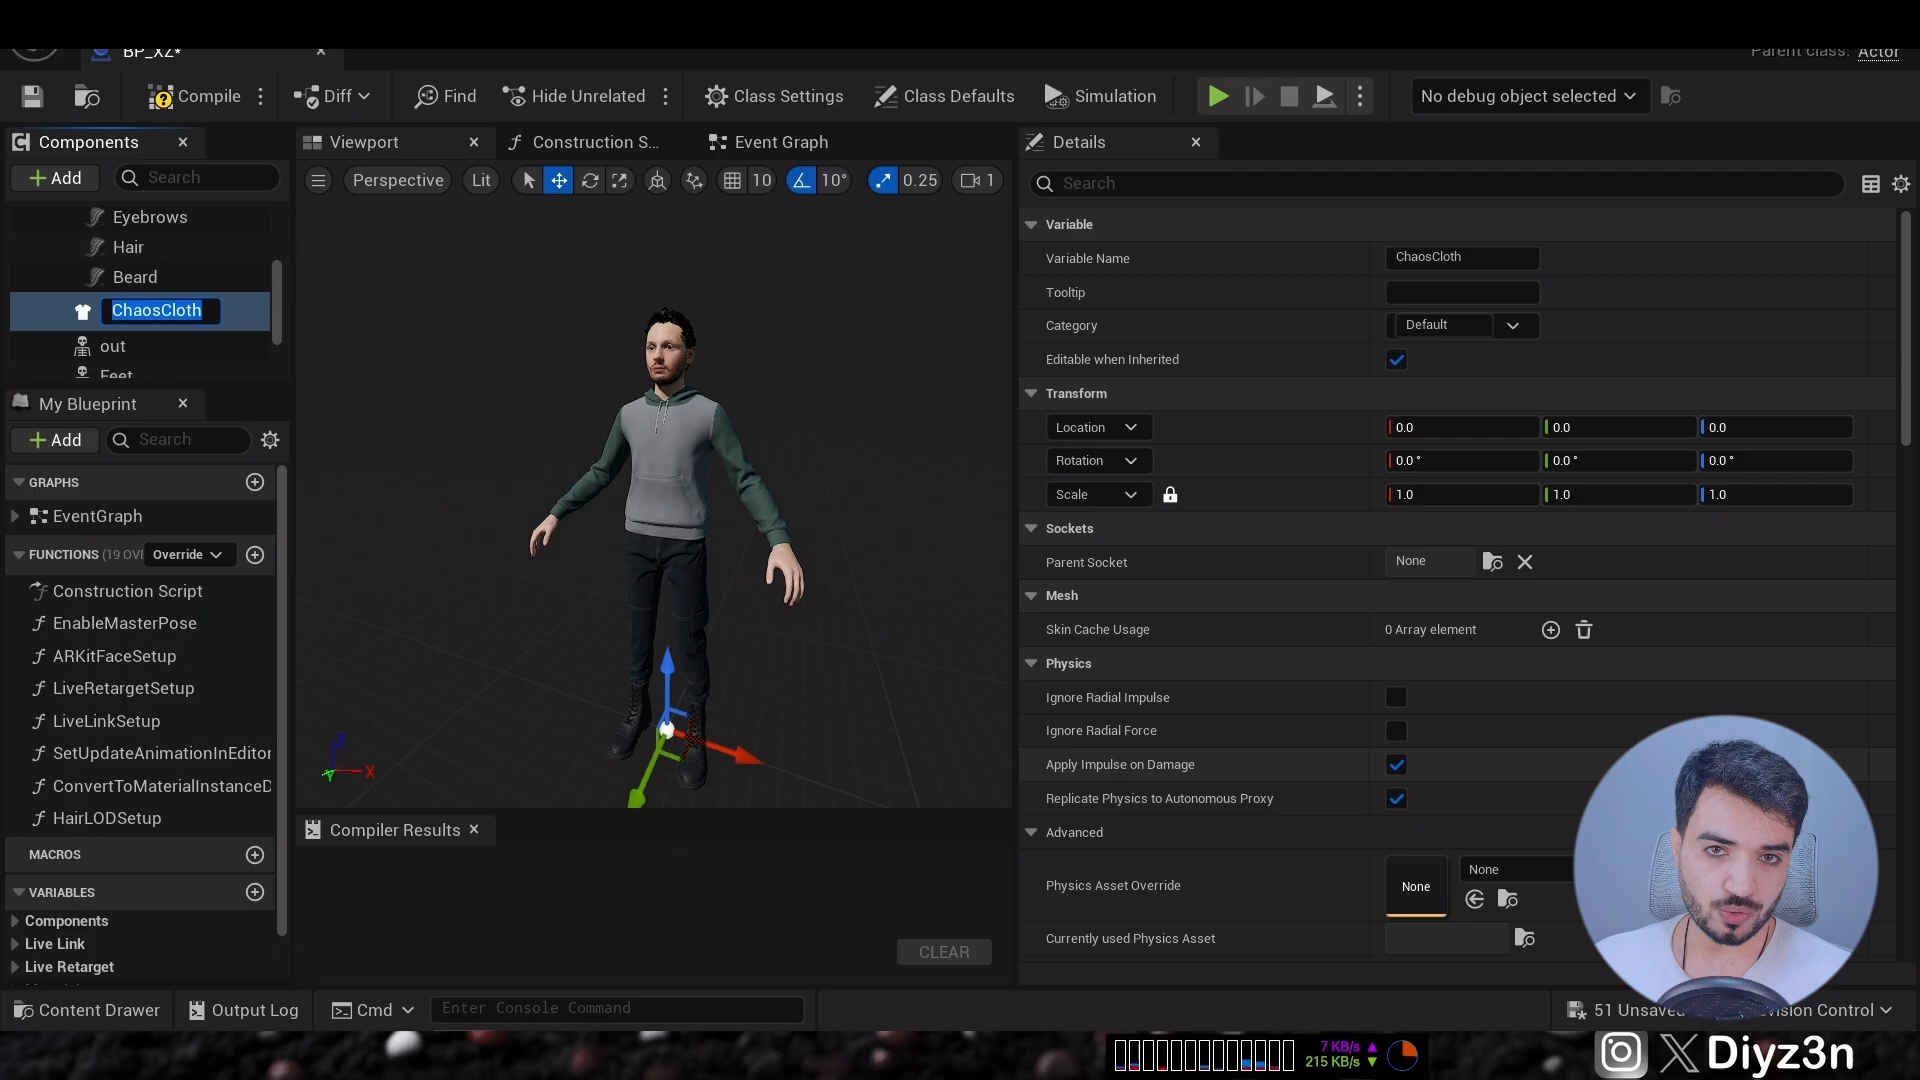 BP_XZ*
Parent class: Actor
Compile
Diff
Find
Hide Unrelated
Class Settings
Class Defaults
Simulation
No debug object selected
Components
Viewport
Construction S...
Event Graph
Details
Add
Search
Perspective
Lit
10
10°
0.25
1
Search
Eyebrows
Hair
Beard
ChaosCloth
out
Feet
My Blueprint
Add
Search
GRAPHS
EventGraph
FUNCTIONS (19 OVE
Override
Construction Script
EnableMasterPose
ARKitFaceSetup
LiveRetargetSetup
LiveLinkSetup
SetUpdateAnimationInEditor
ConvertToMaterialInstanceD
HairLODSetup
MACROS
VARIABLES
Components
Live Link
Live Retarget
Z
X
Y
Compiler Results
CLEAR
Variable
Variable Name
ChaosCloth
Tooltip
Category
Default
Editable when Inherited
Transform
Location
0.0
0.0
0.0
Rotation
0.0 °
0.0 °
0.0 °
Scale
1.0
1.0
1.0
Sockets
Parent Socket
None
Mesh
Skin Cache Usage
0 Array element
Physics
Ignore Radial Impulse
Ignore Radial Force
Apply Impulse on Damage
Replicate Physics to Autonomous Proxy
Advanced
Physics Asset Override
None
None
Currently used Physics Asset
Content Drawer
Output Log
Cmd
Enter Console Command
51 Unsaved
Control
7 KB/s
215 KB/s
Diyz3n